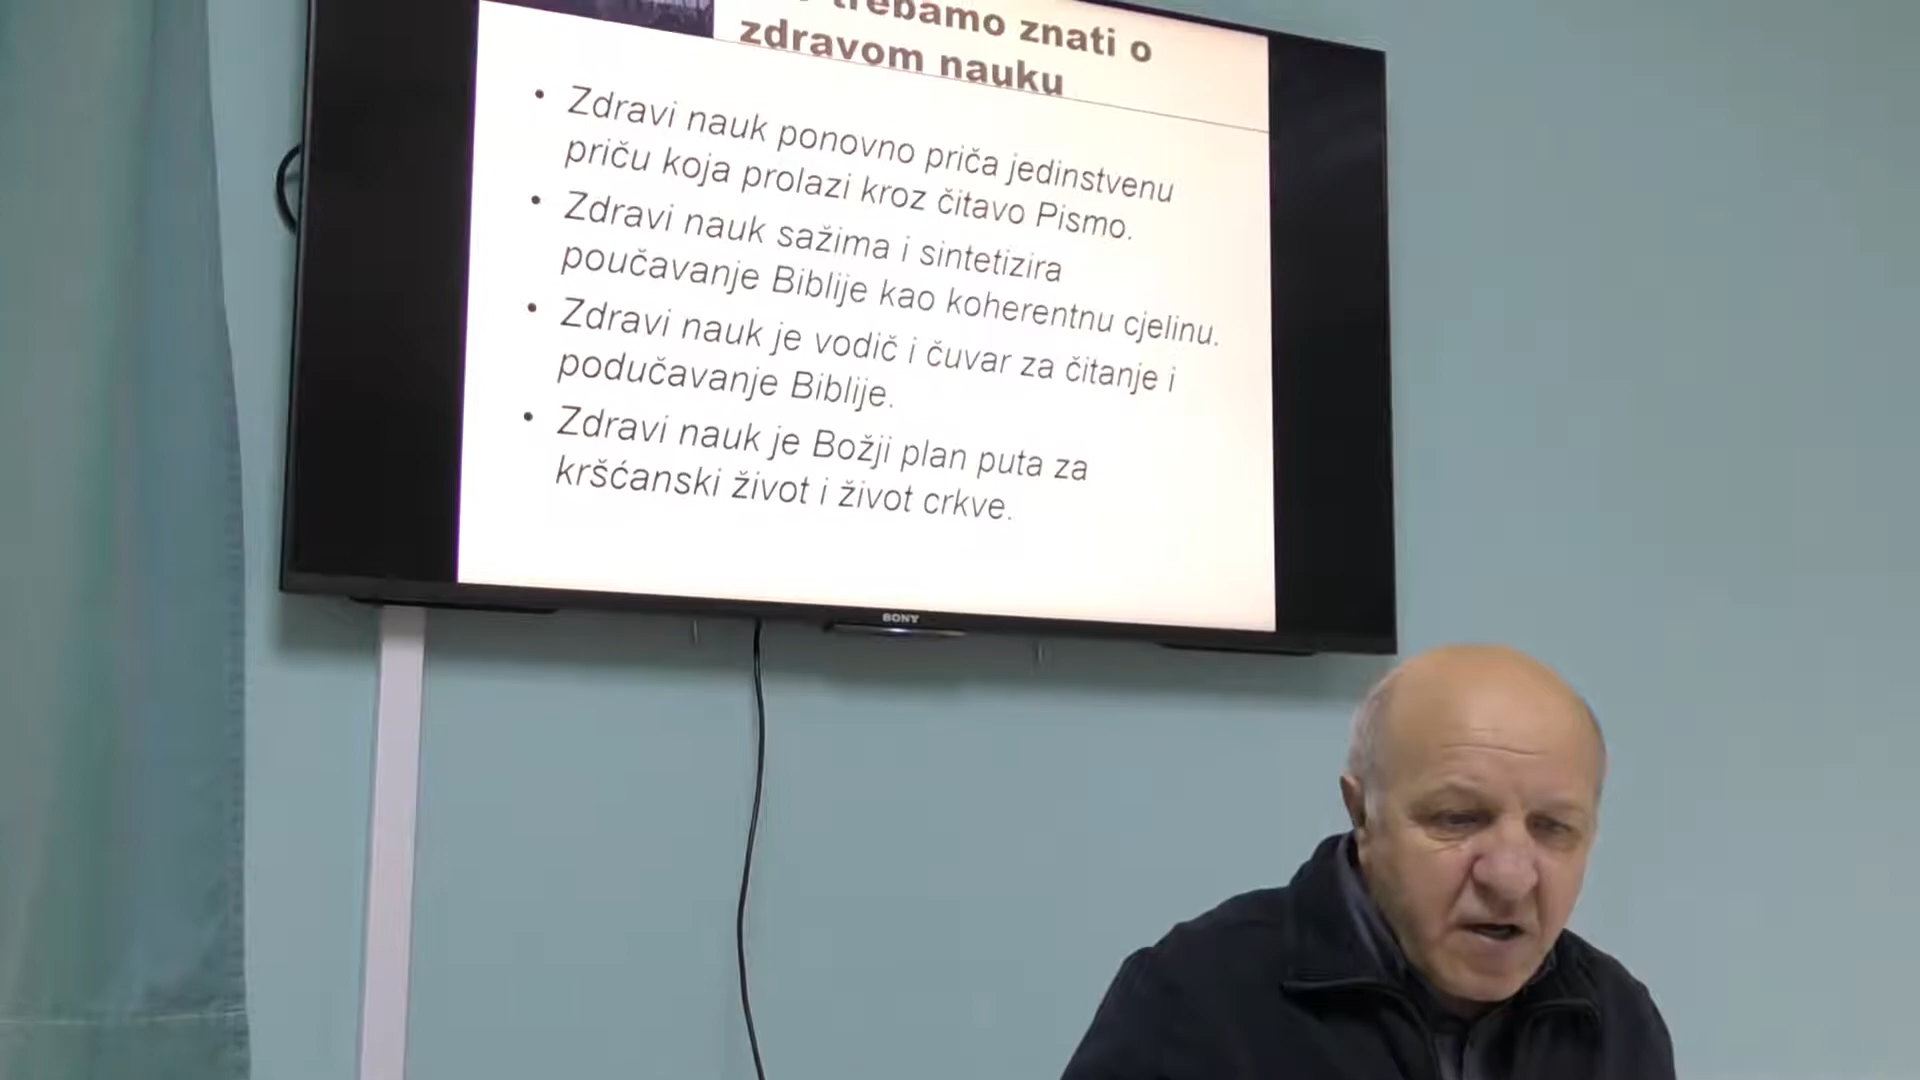 trebamo znati o
zdravom nauku
• Zdravi nauk ponovno priča jedinstvenu
priču koja prolazi kroz čitavo Pismo.
• Zdravi nauk sažima i sintetizira
poučavanje Biblije kao koherentnu cjelinu.
• Zdravi nauk je vodič i čuvar za čitanje i
podučavanje Biblije.
• Zdravi nauk je Božji plan puta za
kršćanski život i život crkve.
SONY